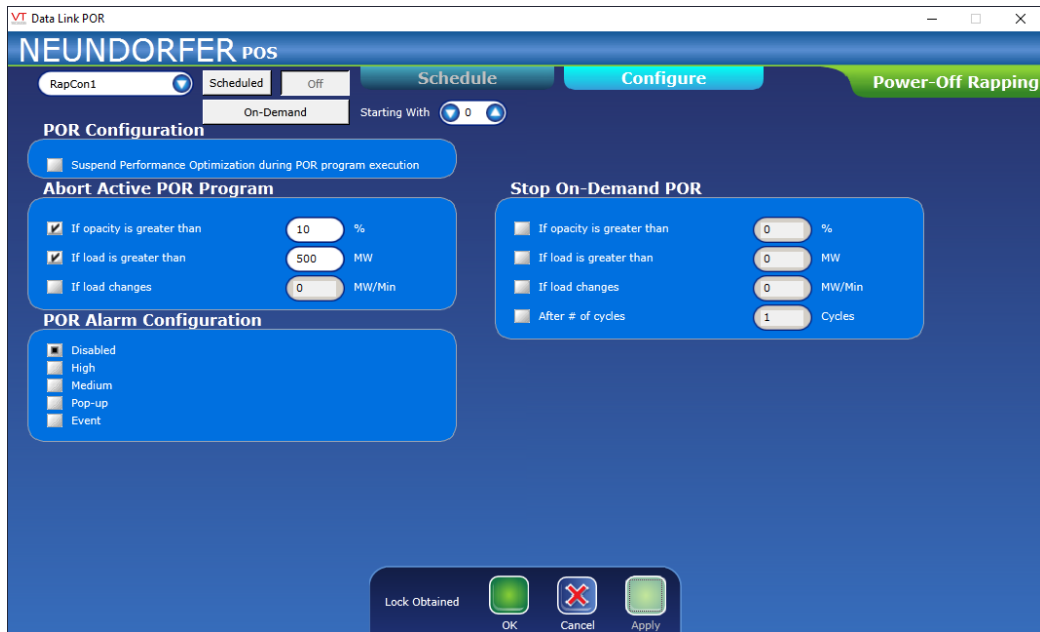 VT Data Link POR
NEUNDORFER POS
RapCon1 Scheduled Off Schedule Configure Power-Off Rapping
On-Demand Starting With 0
POR Configuration
Suspend Performance Optimization during POR program execution
Abort Active POR Program
If opacity is greater than 10 %
If load is greater than 500 MW
If load changes 0 MW/Min
Stop On-Demand POR
If opacity is greater than 0 %
If load is greater than 0 MW
If load changes 0 MW/Min
After # of cycles 1 Cycles
POR Alarm Configuration
Disabled
High
Medium
Pop-up
Event
Lock Obtained
OK Cancel Apply